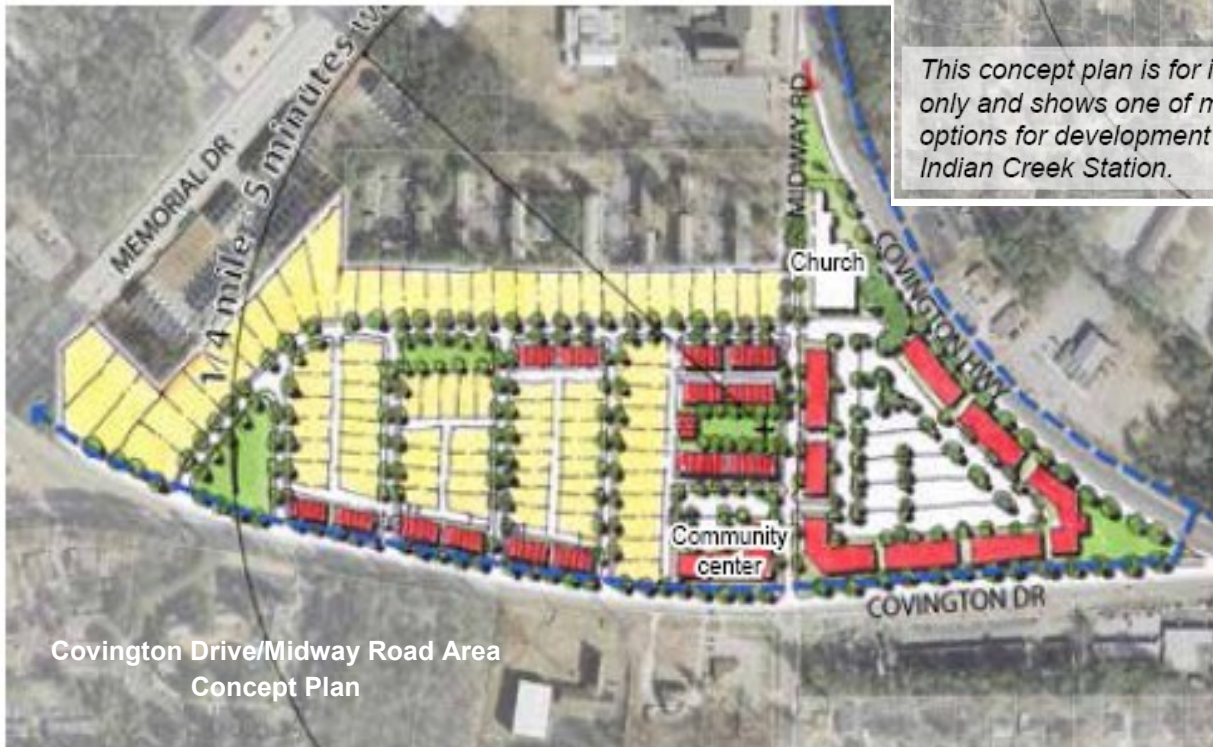 This concept plan is for i
only and shows one of m
options for development
Indian Creek Station.
MEMORIAL DR
1/4 mile: 5 minutes W
MIDWAY RD
Church
COVINGTON HWY
Community
center
COVINGTON DR
Covington Drive/Midway Road Area
Concept Plan